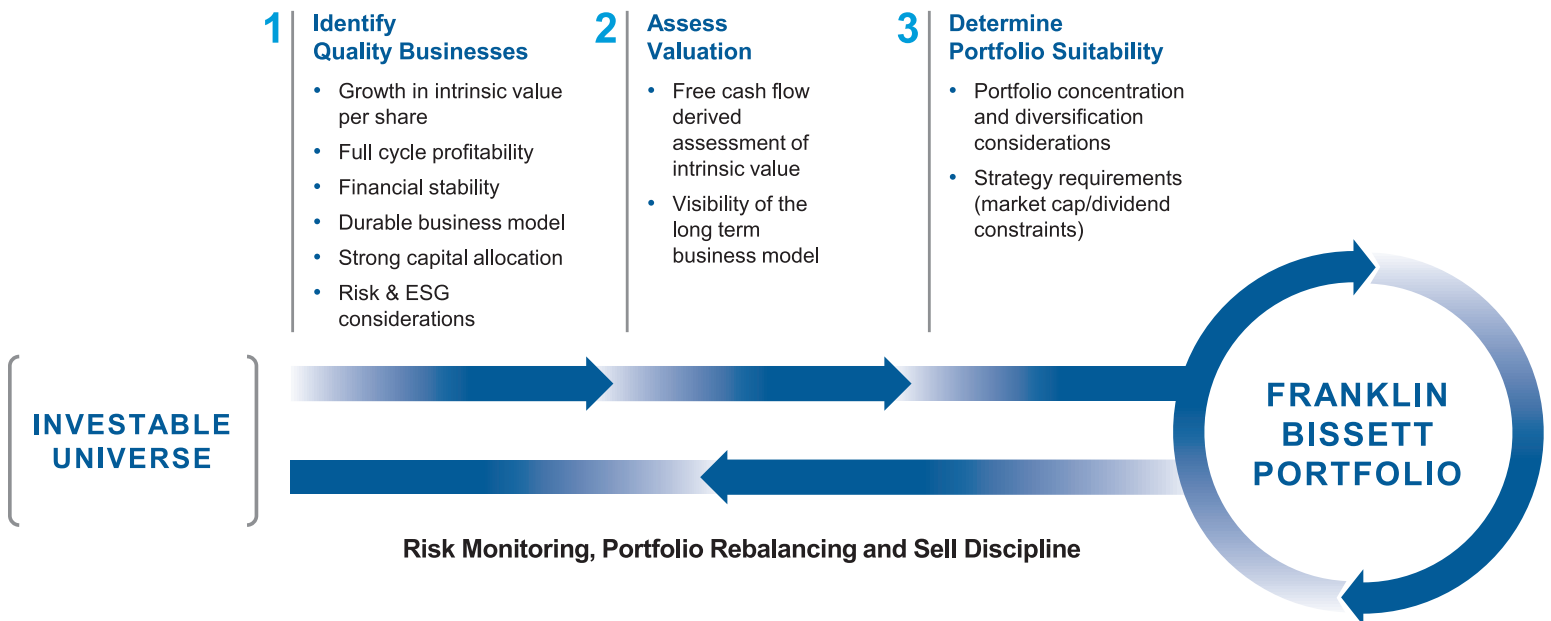 1
Identify
Quality Businesses
• Growth in intrinsic value
per share
• Full cycle profitability
• Financial stability
• Durable business model
• Strong capital allocation
• Risk & ESG
considerations
2
Assess
Valuation
• Free cash flow
derived
assessment of
intrinsic value
• Visibility of the
long term
business model
3
Determine
Portfolio Suitability
• Portfolio concentration
and diversification
considerations
• Strategy requirements
(market cap/dividend
constraints)
INVESTABLE
UNIVERSE
FRANKLIN
BISSETT
PORTFOLIO
Risk Monitoring, Portfolio Rebalancing and Sell Discipline